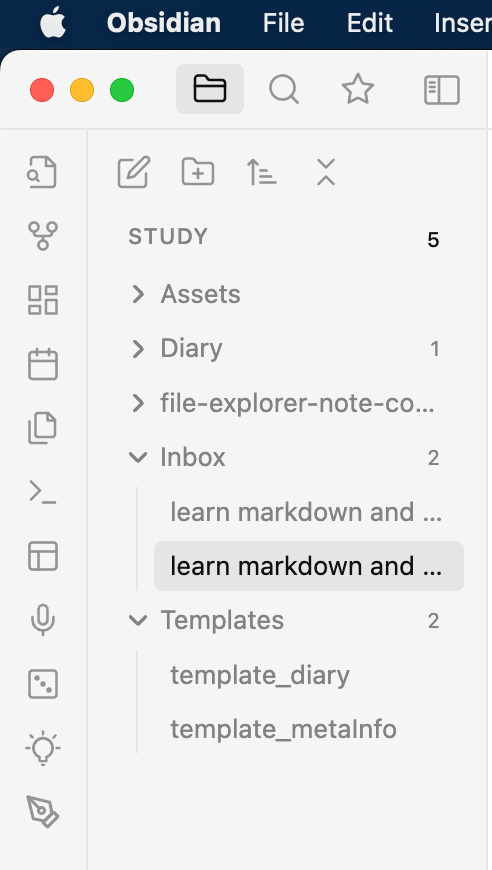 Obsidian File Edit Inser
STUDY 5
Assets
Diary 1
file-explorer-note-co...
Inbox 2
learn markdown and ...
learn markdown and ...
Templates 2
template_diary
template_metaInfo